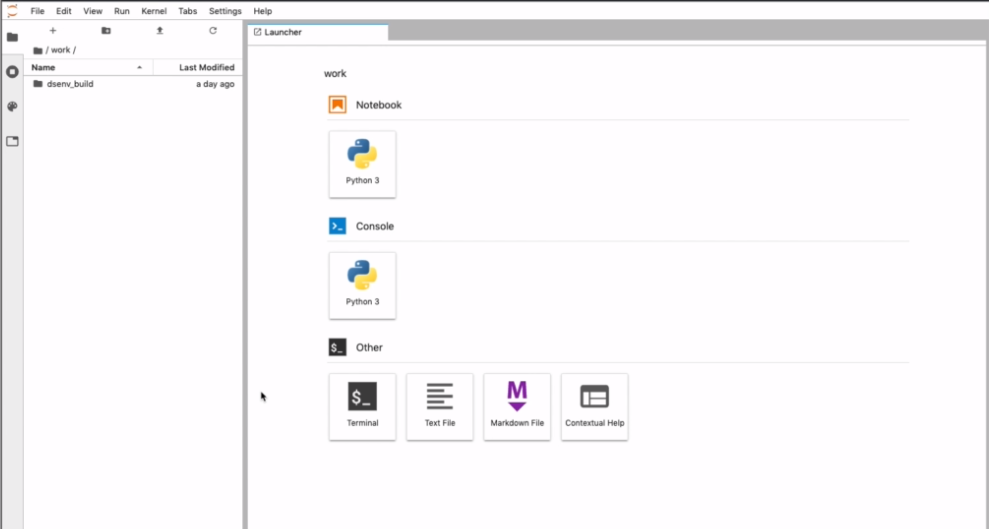 File Edit View Run Kernel Tabs Settings Help
/ work /
Name Last Modified
dsenv_build a day ago
Launcher
work
Notebook
Python 3
>_ Console
Python 3
$_ Other
$_
M
Terminal Text File Markdown File Contextual Help